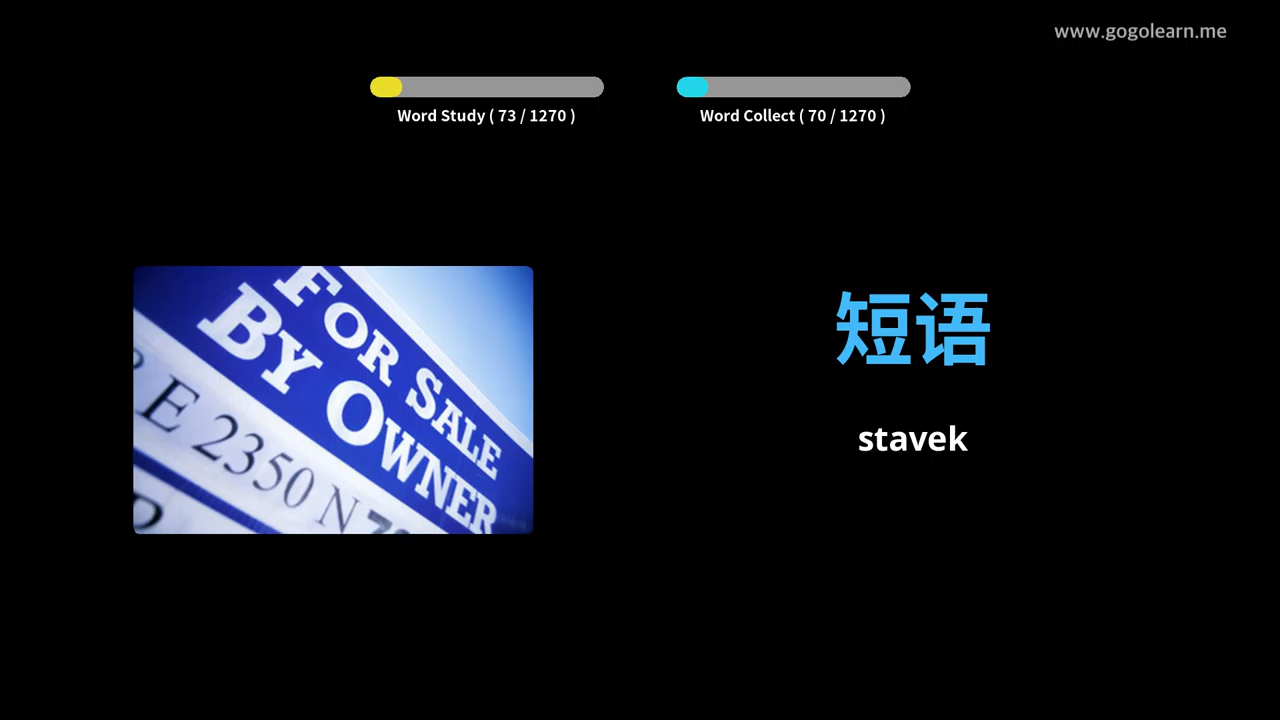 www.gogolearn.me
Word Study ( 73 / 1270 )
Word Collect ( 70 / 1270 )
FOR SALE
BY OWNER
E 2350 N
短语
stavek